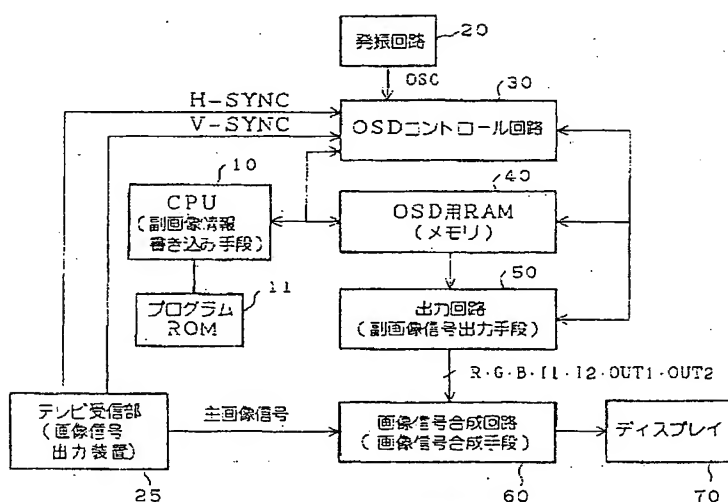 20
発振回路
OSC
30
H-SYNC
V-SYNC
OSDコントロール回路
10
CPU
(副画像情報
書き込み手段)
40
OSD用RAM
(メモリ)
11
プログラム
ROM
50
出力回路
(副画像信号出力手段)
R・G・B・I1・I2・OUT1・OUT2
テレビ受信部
(画像信号
出力装置)
25
主画像信号
画像信号合成回路
(画像信号合成手段)
60
ディスプレイ
70